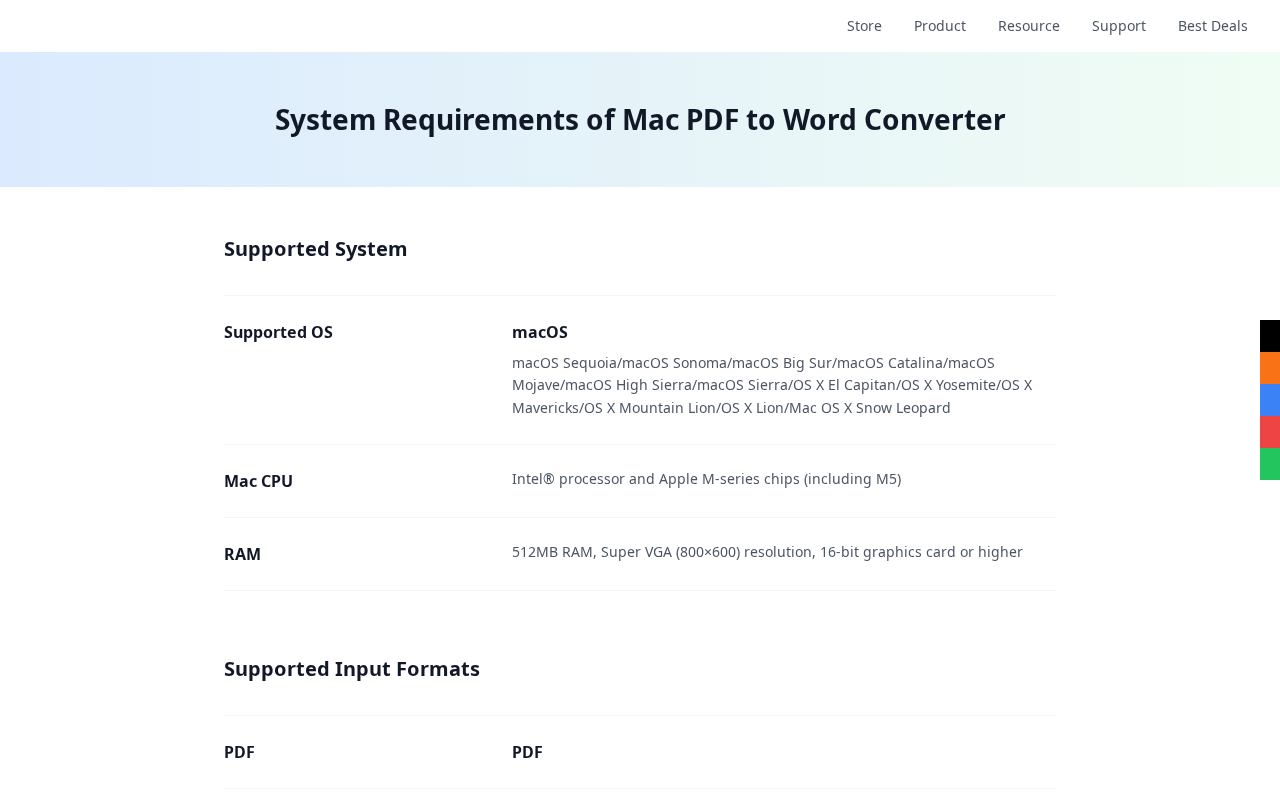 Store Product Resource Support Best Deals
System Requirements of Mac PDF to Word Converter
Supported System
Supported OS
macOS
macOS Sequoia/macOS Sonoma/macOS Big Sur/macOS Catalina/macOS
Mojave/macOS High Sierra/macOS Sierra/OS X El Capitan/OS X Yosemite/OS X
Mavericks/OS X Mountain Lion/OS X Lion/Mac OS X Snow Leopard
Mac CPU
Intel® processor and Apple M-series chips (including M5)
RAM
512MB RAM, Super VGA (800×600) resolution, 16-bit graphics card or higher
Supported Input Formats
PDF
PDF